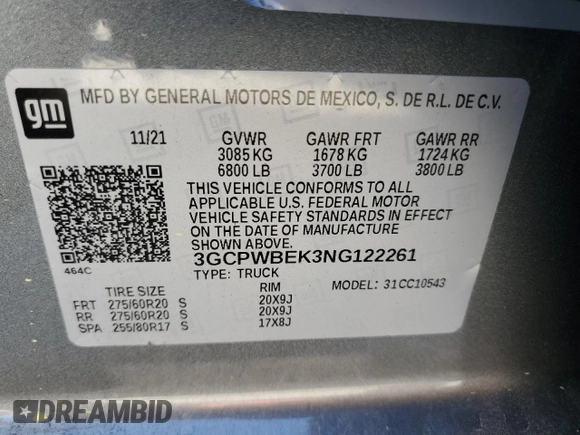 gm
MFD BY GENERAL MOTORS DE MEXICO, S. DE R.L. DE C.V.
11/21 GVWR GAWR FRT GAWR RR
3085 KG 1678 KG 1724 KG
6800 LB 3700 LB 3800 LB
THIS VEHICLE CONFORMS TO ALL
APPLICABLE U.S. FEDERAL MOTOR
VEHICLE SAFETY STANDARDS IN EFFECT
ON THE DATE OF MANUFACTURE
SHOWN ABOVE.
464C
3GCPWBEK3NG122261
TYPE: TRUCK
MODEL: 31CC10543
TIRE SIZE RIM
FRT 275/60R20 S 20X9J
RR 275/60R20 S 20X9J
SPA 255/80R17 S 17X8J
DREAMBID